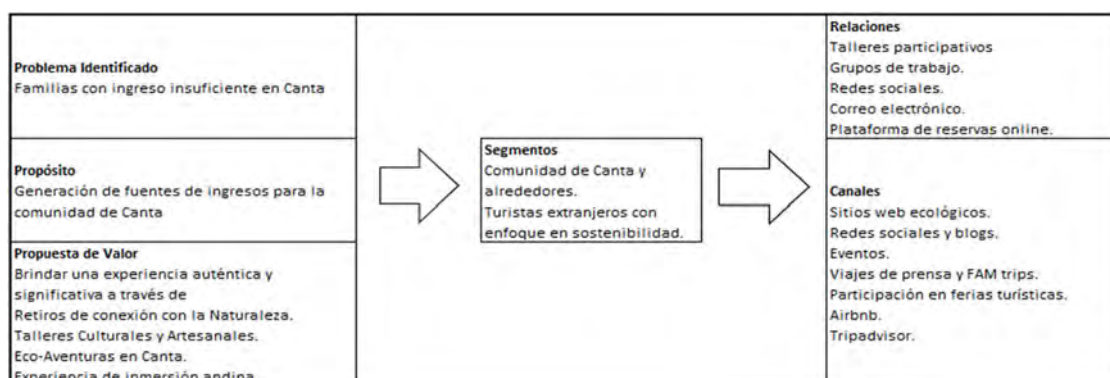 Problema Identificado
Familias con ingreso insuficiente en Canta
Propósito
Generación de fuentes de ingresos para la
comunidad de Canta
Propuesta de Valor
Brindar una experiencia auténtica y
significativa a través de
Retiros de conexión con la Naturaleza.
Talleres Culturales y Artesanales.
Eco-Aventuras en Canta.
Experiencia de inmersión andina
Segmentos
Comunidad de Canta y
alrededores.
Turistas extranjeros con
enfoque en sostenibilidad.
Relaciones
Talleres participativos
Grupos de trabajo.
Redes sociales.
Correo electrónico.
Plataforma de reservas online.
Canales
Sitios web ecológicos.
Redes sociales y blogs.
Eventos.
Viajes de prensa y FAM trips.
Participación en ferias turísticas.
Airbnb.
Tripadvisor.